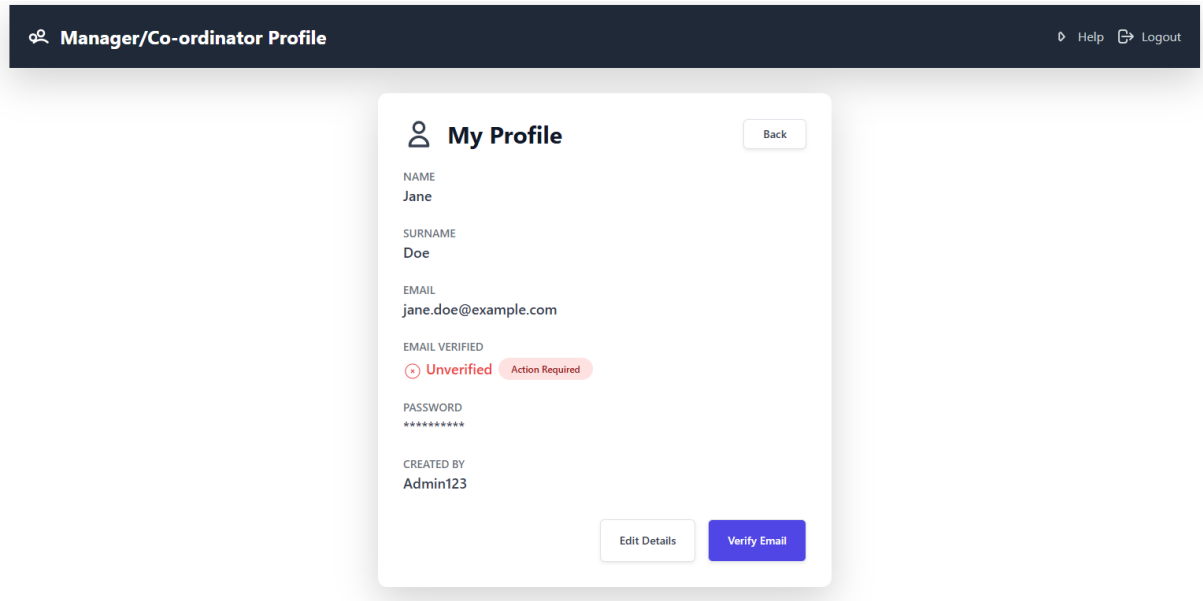 Manager/Co-ordinator Profile
Help
Logout
My Profile
Back
NAME
Jane
SURNAME
Doe
EMAIL
jane.doe@example.com
EMAIL VERIFIED
Unverified Action Required
PASSWORD
**********
CREATED BY
Admin123
Edit Details
Verify Email